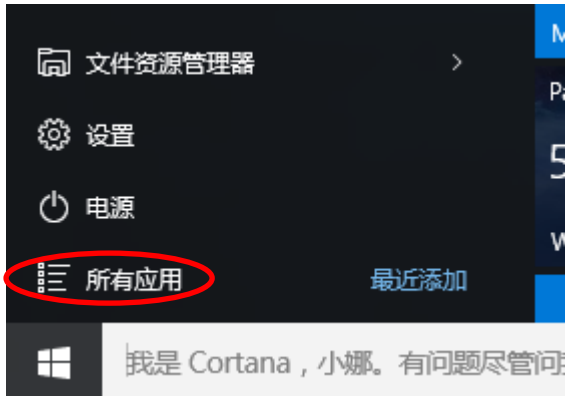 文件资源管理器
设置
电源
所有应用 最近添加
我是 Cortana，小娜。有问题尽管问